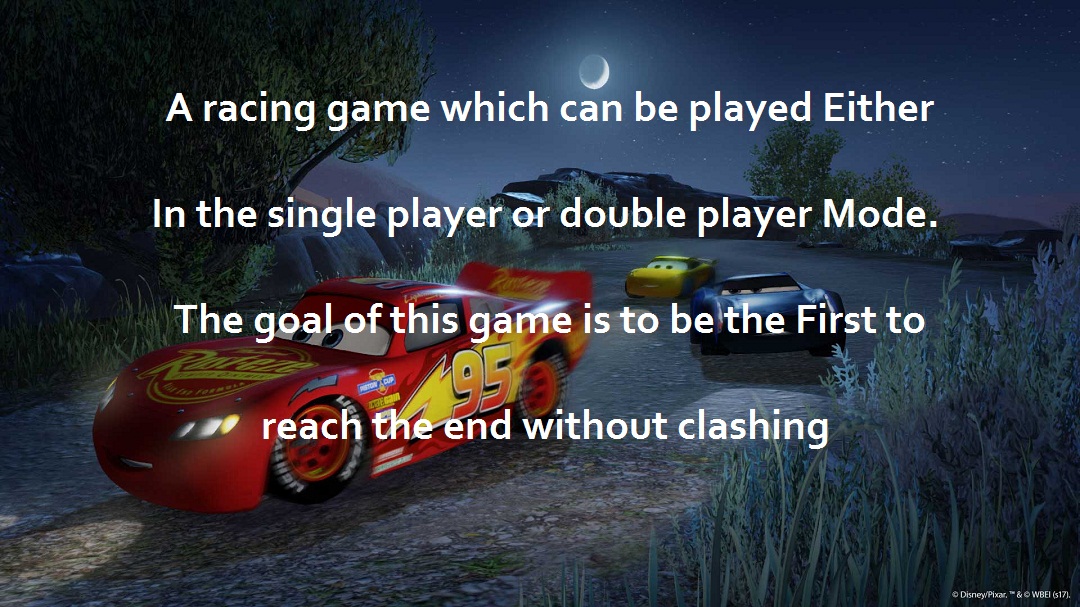 A racing game which can be played Either
In the single player or double player Mode.
The goal of this game is to be the First to
reach the end without clashing
95
© Disney/Pixar. ™ & © WBEI (s17).